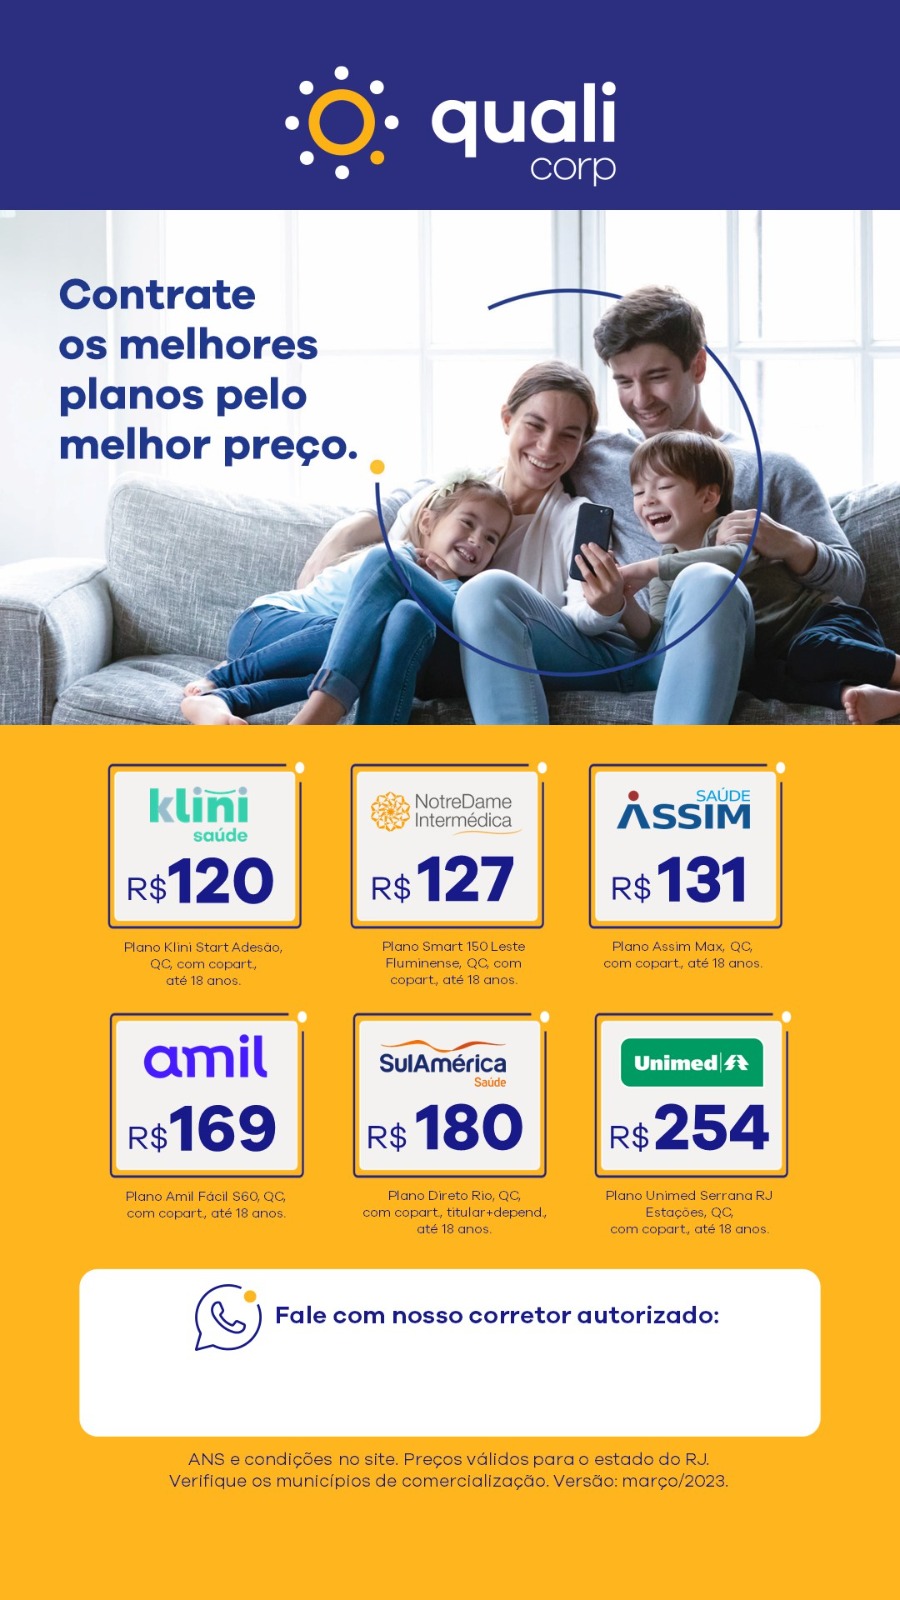 quali
corp
Contrate
os melhores
planos pelo
melhor preço.
klini
saúde
R$120
Plano Klini Start Adesão,
QC, com copart.,
até 18 anos.
NotreDame
Intermédica
R$127
Plano Smart 150 Leste
Fluminense, QC, com
copart., até 18 anos.
SAÚDE
ASSIM
R$131
Plano Assim Max, QC,
com copart., até 18 anos.
amil
R$169
Plano Amil Fácil S60, QC,
com copart., até 18 anos.
SulAmérica
Saúde
R$180
Plano Direto Rio, QC,
com copart., titular+depend.,
até 18 anos.
Unimed
R$254
Plano Unimed Serrana RJ
Estações, QC,
com copart., até 18 anos.
Fale com nosso corretor autorizado:
ANS e condições no site. Preços válidos para o estado do RJ.
Verifique os municípios de comercialização. Versão: março/2023.